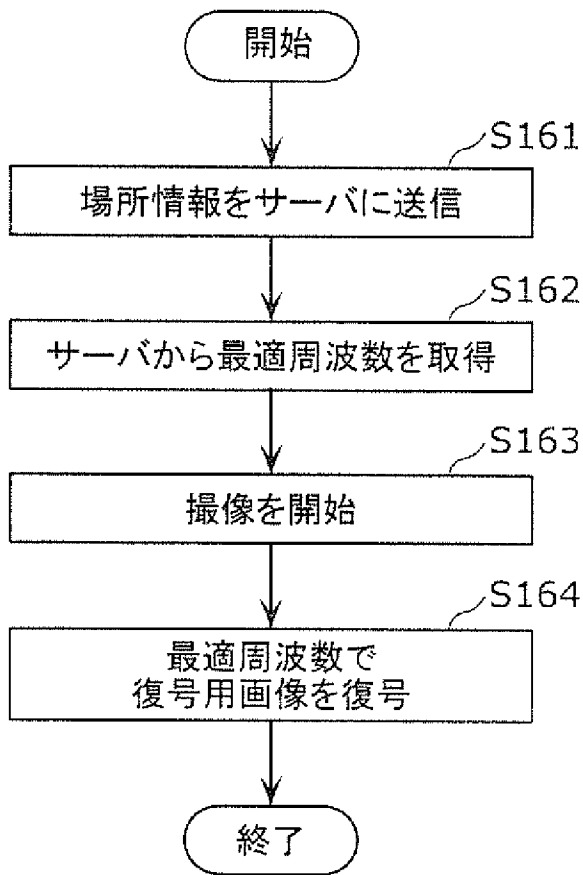 開始
S161
場所情報をサーバに送信
S162
サーバから最適周波数を取得
S163
撮像を開始
S164
最適周波数で
復号用画像を復号
終了